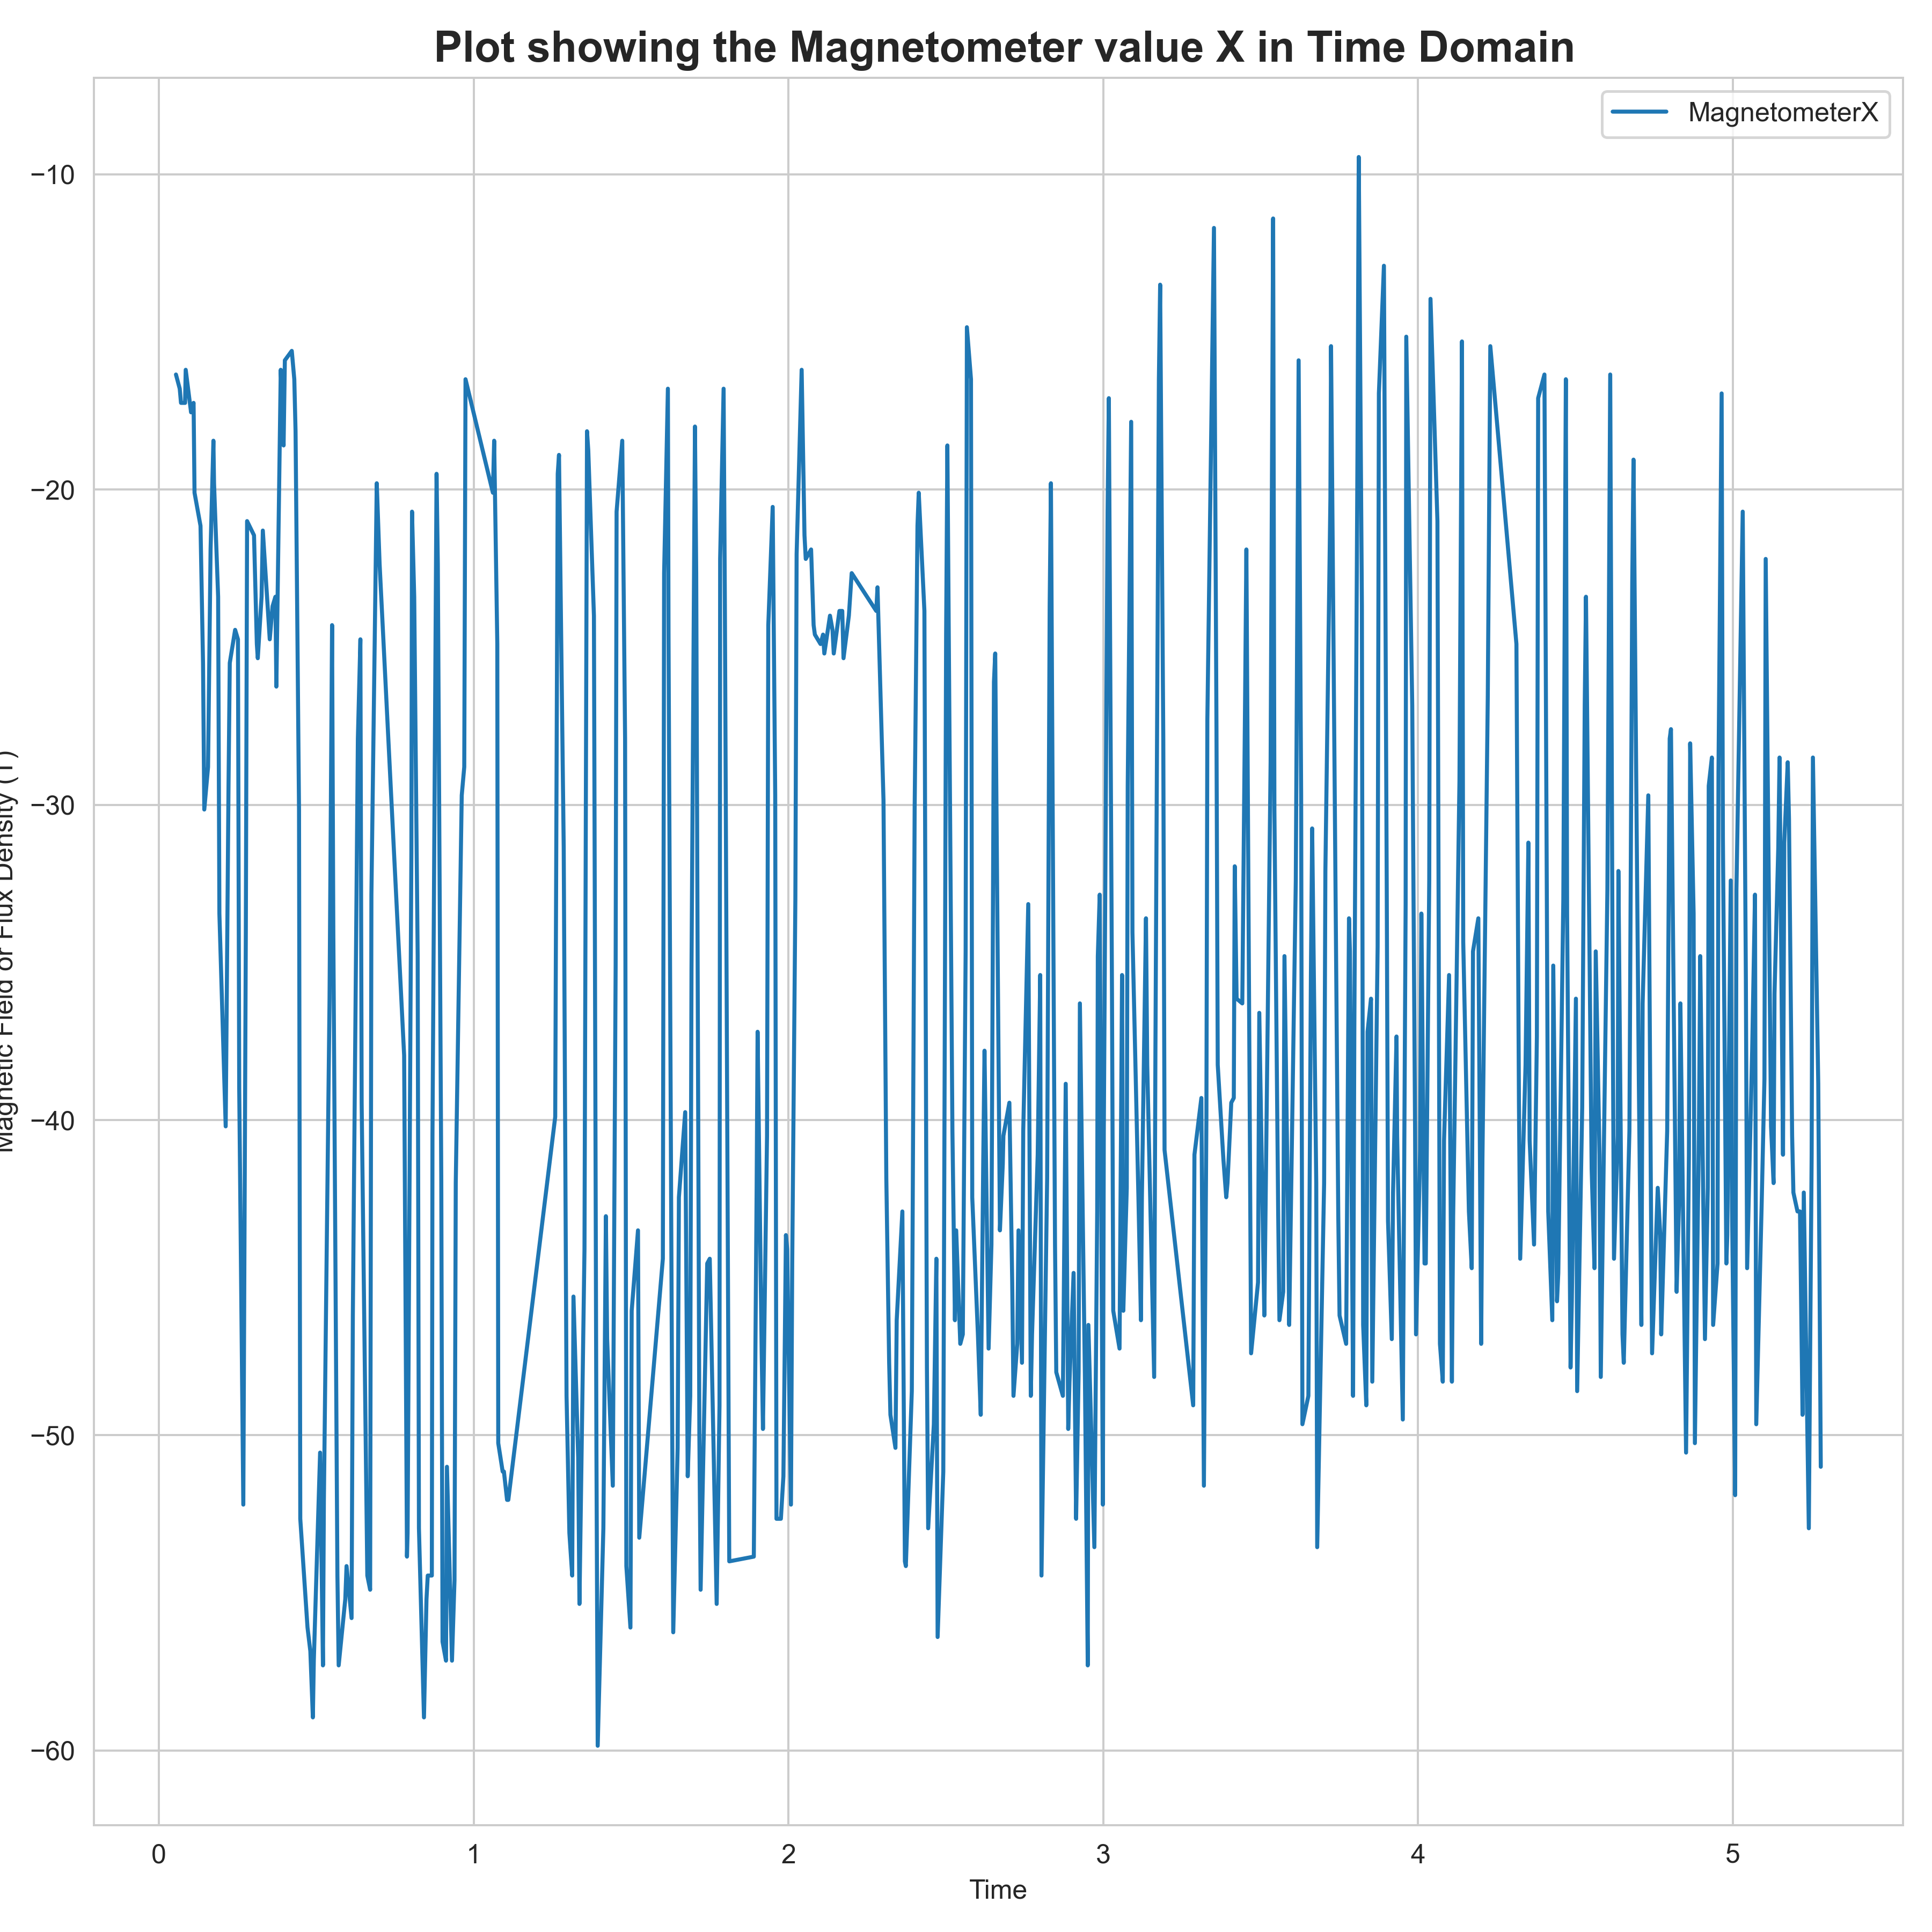 Plot showing the Magnetometer value X in Time Domain
MagnetometerX
Magnetic Field or Flux Density (T)
−10
−20
−30
−40
−50
−60
0 1 2 3 4 5
Time